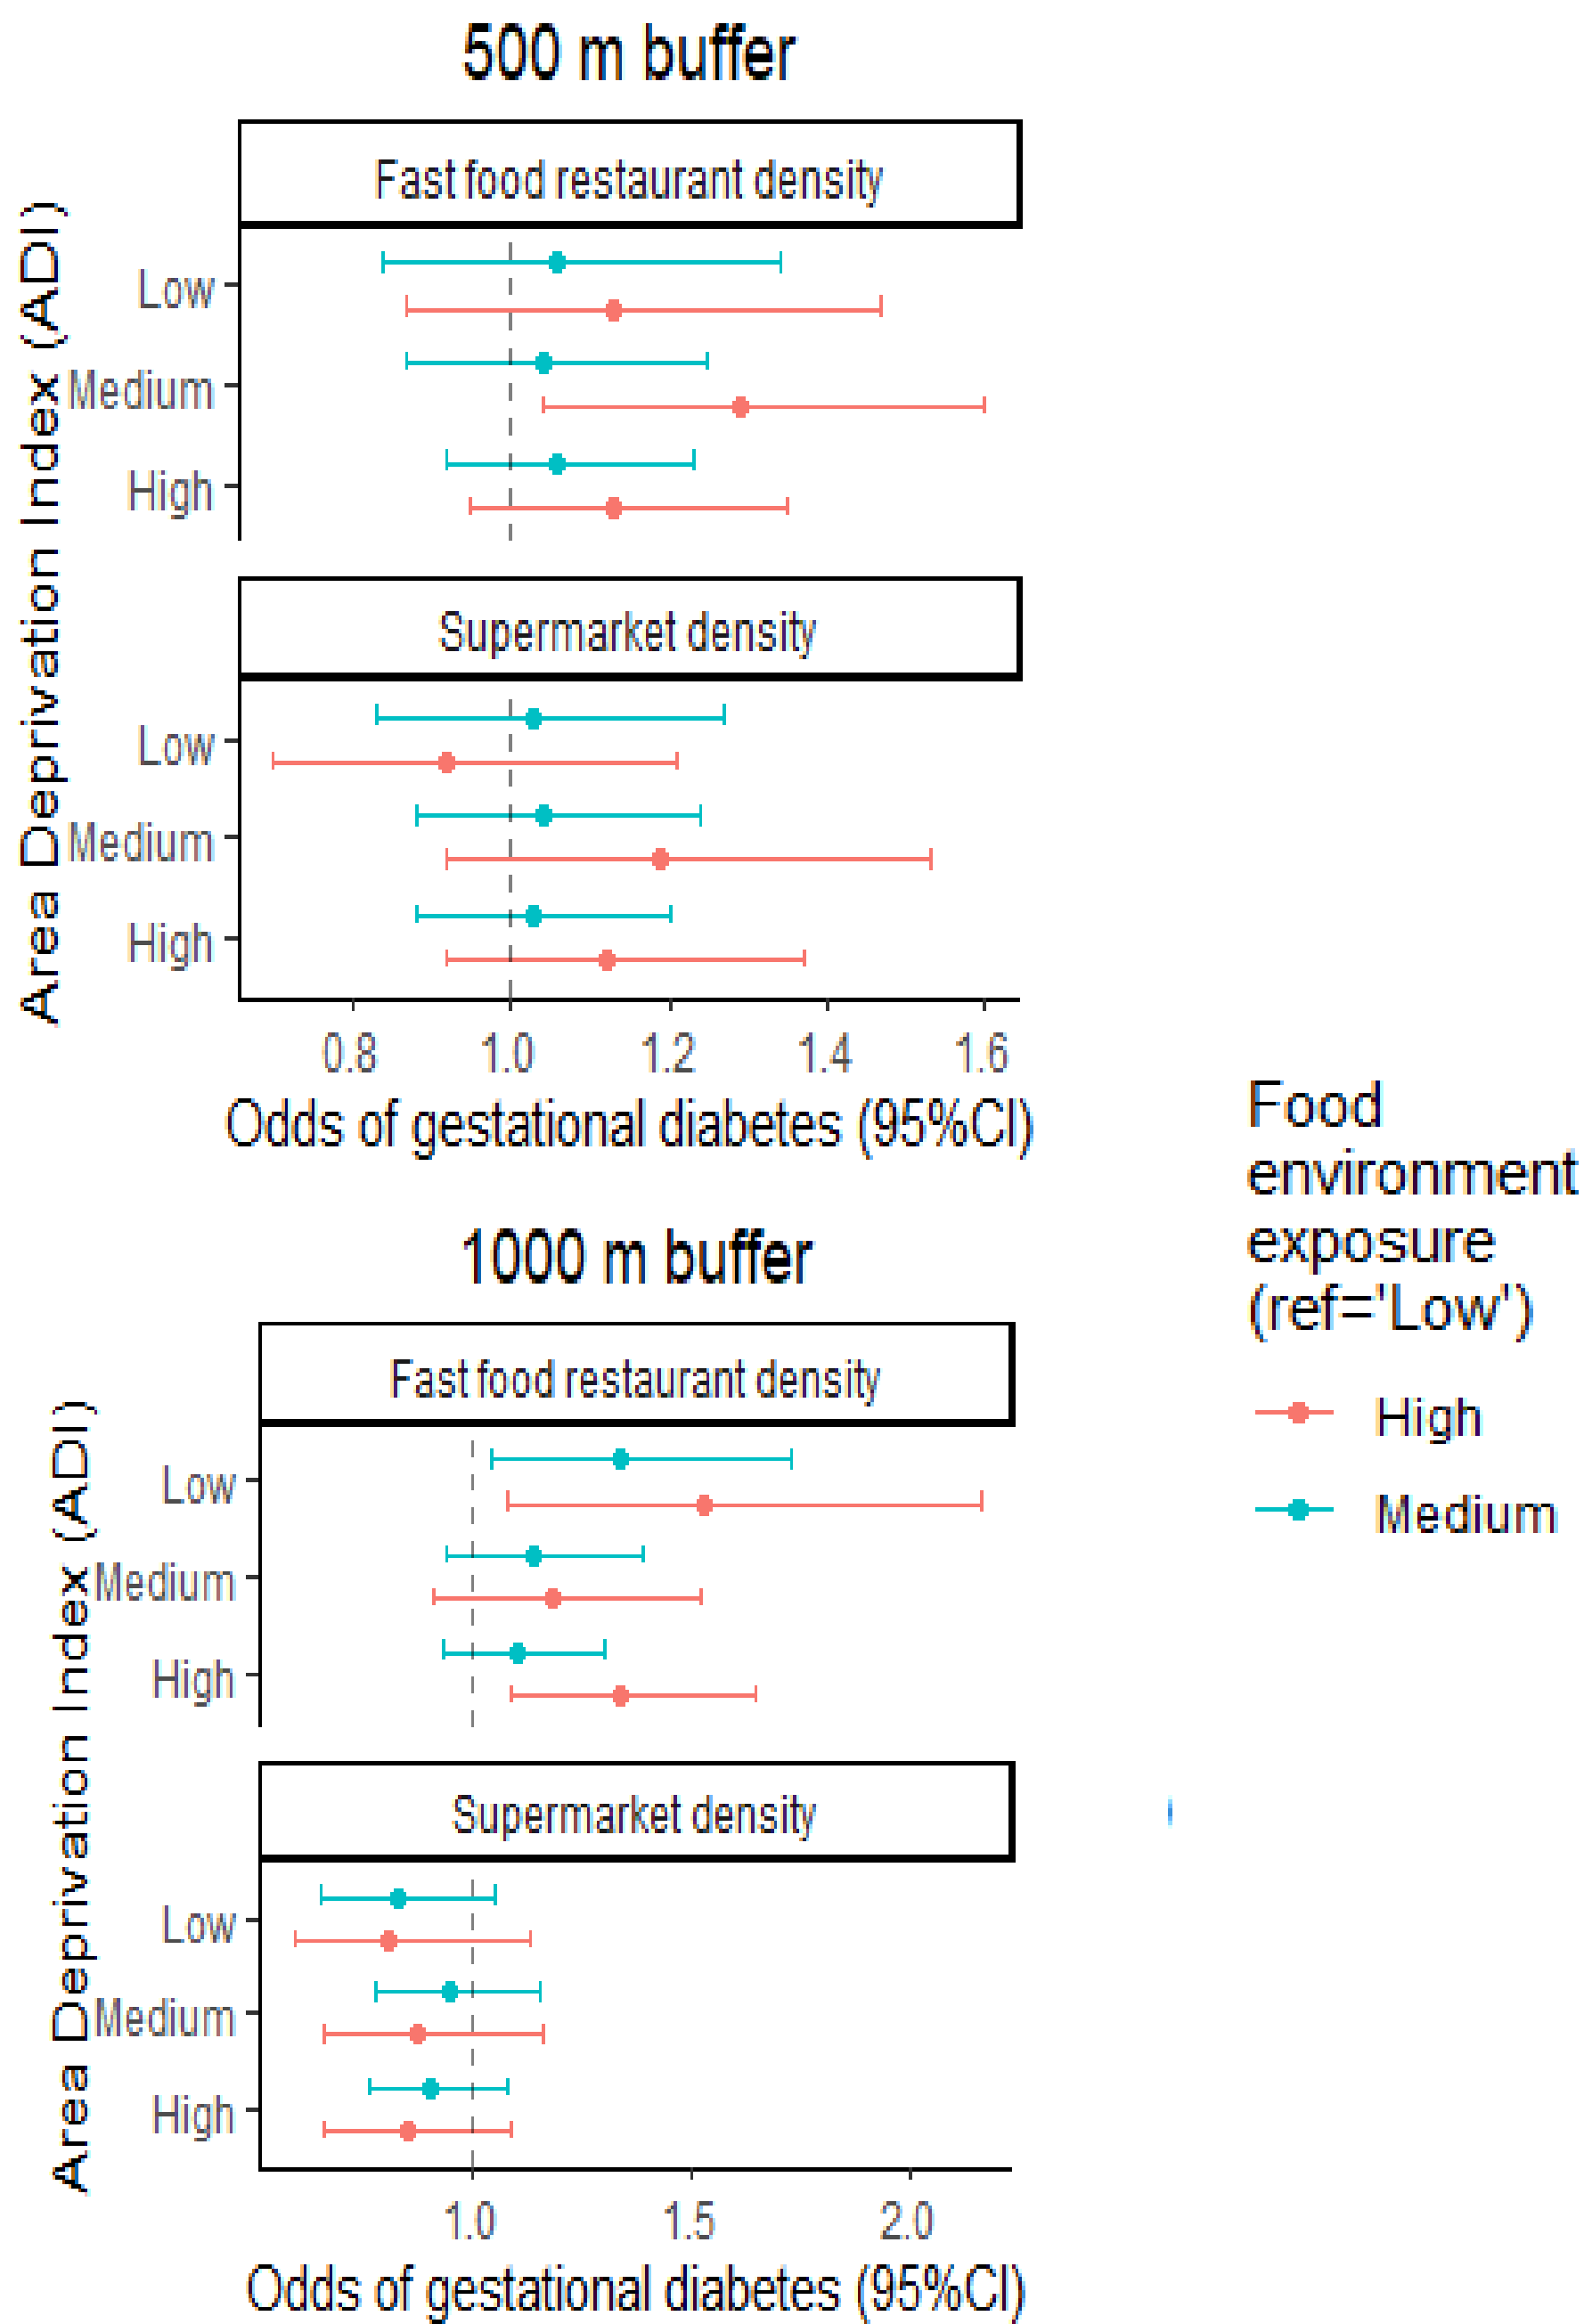 500 m buffer
Area Deprivation Index (ADI)
Fast food restaurant density
Low
Medium
High
Supermarket density
Low
Medium
High
0.8 1.0 1.2 1.4 1.6
Odds of gestational diabetes (95%CI)
1000 m buffer
Area Deprivation Index (ADI)
Fast food restaurant density
Low
Medium
High
Supermarket density
Low
Medium
High
1.0 1.5 2.0
Odds of gestational diabetes (95%CI)
Food
environment
exposure
(ref='Low')
High
Medium